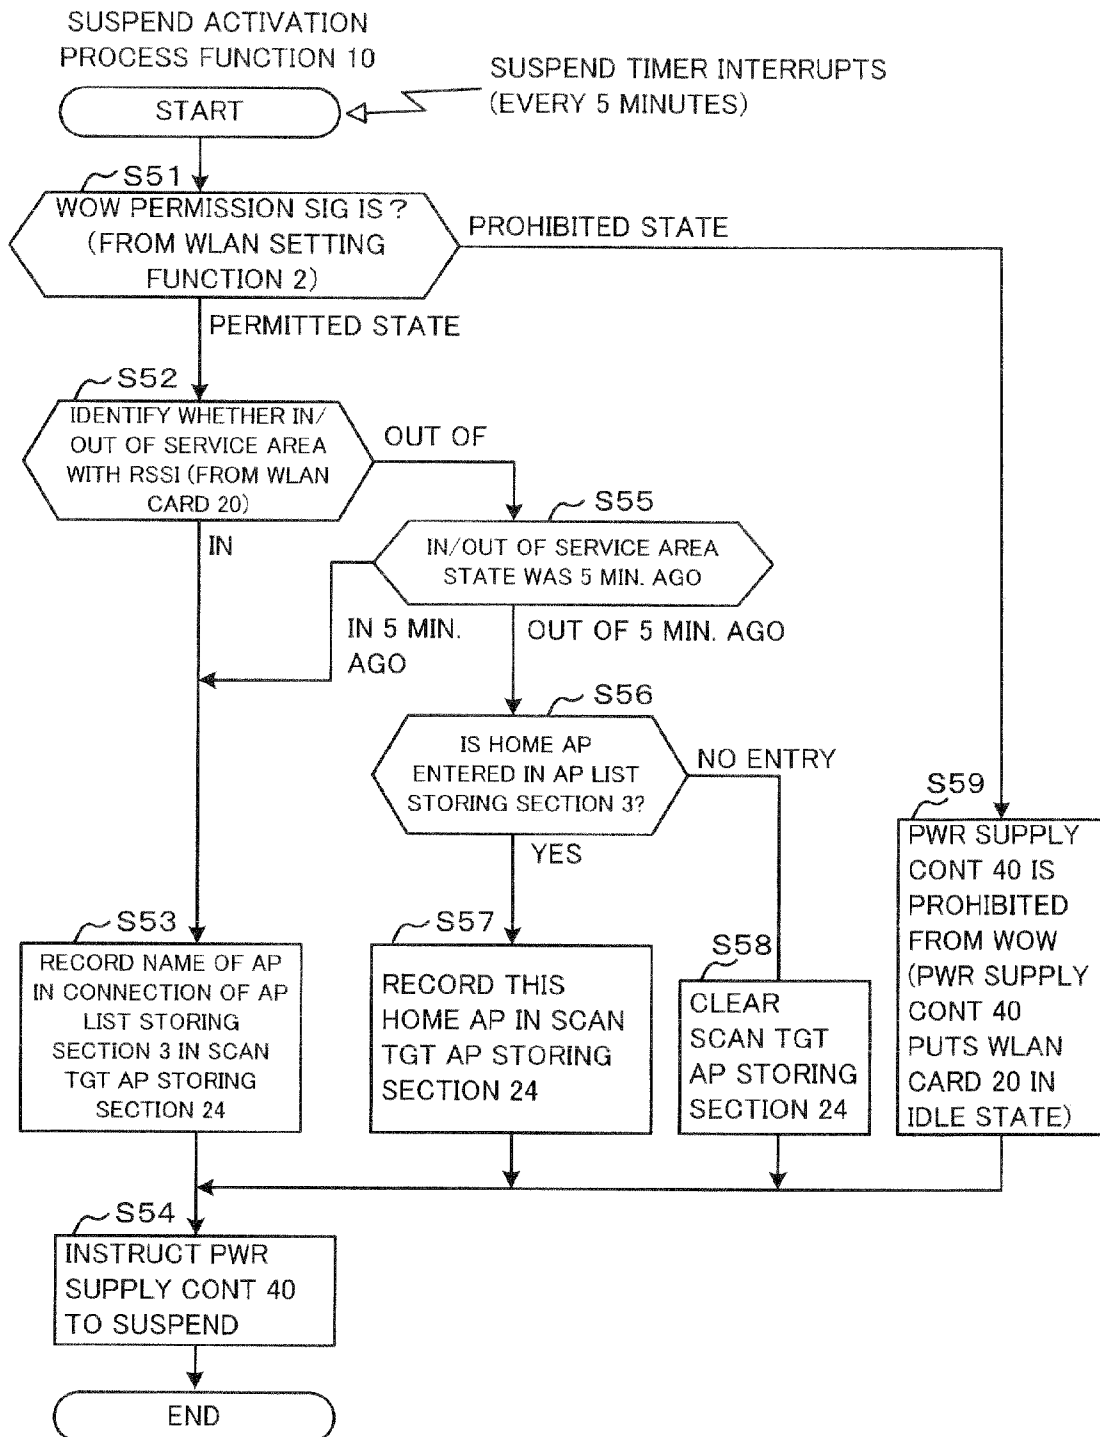 SUSPEND ACTIVATION
PROCESS FUNCTION 10
SUSPEND TIMER INTERRUPTS
(EVERY 5 MINUTES)
START
S51
WOW PERMISSION SIG IS?
(FROM WLAN SETTING
FUNCTION 2)
PROHIBITED STATE
PERMITTED STATE
S52
IDENTIFY WHETHER IN/
OUT OF SERVICE AREA
WITH RSSI (FROM WLAN
CARD 20)
OUT OF
IN
S55
IN/OUT OF SERVICE AREA
STATE WAS 5 MIN. AGO
IN 5 MIN.
AGO
OUT OF 5 MIN. AGO
S56
IS HOME AP
ENTERED IN AP LIST
STORING SECTION 3?
NO ENTRY
YES
S59
PWR SUPPLY
CONT 40 IS
PROHIBITED
FROM WOW
(PWR SUPPLY
CONT 40
PUTS WLAN
CARD 20 IN
IDLE STATE)
S53
RECORD NAME OF AP
IN CONNECTION OF AP
LIST STORING
SECTION 3 IN SCAN
TGT AP STORING
SECTION 24
S57
RECORD THIS
HOME AP IN SCAN
TGT AP STORING
SECTION 24
S58
CLEAR
SCAN TGT
AP STORING
SECTION 24
S54
INSTRUCT PWR
SUPPLY CONT 40
TO SUSPEND
END